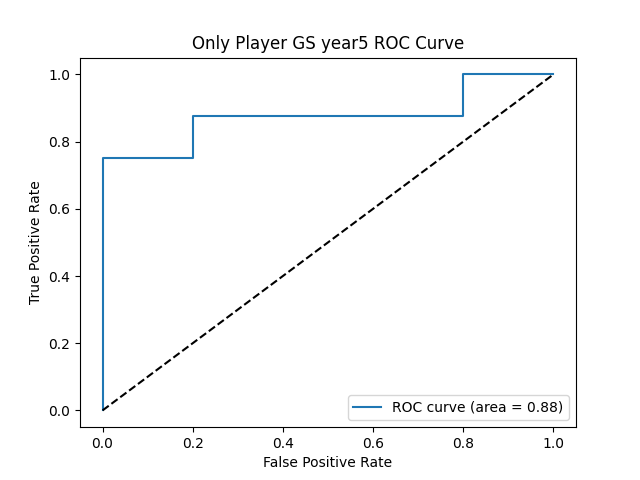 Only Player GS year5 ROC Curve
1.0
0.8
0.6
0.4
0.2
0.0
True Positive Rate
ROC curve (area = 0.88)
0.0 0.2 0.4 0.6 0.8 1.0
False Positive Rate